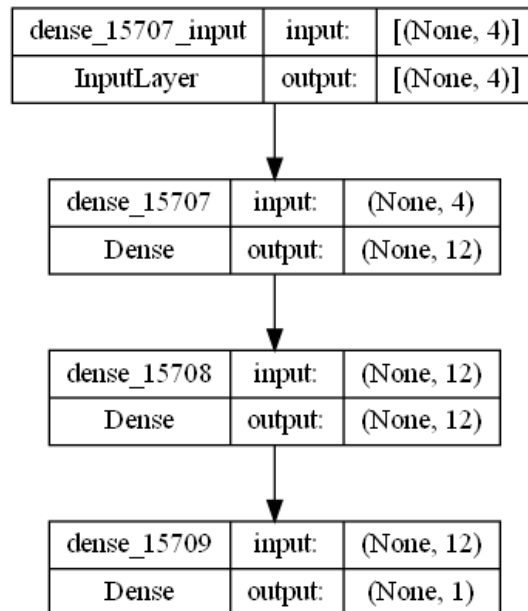 dense_15707_input input: [(None, 4)]
InputLayer output: [(None, 4)]
dense_15707 input: (None, 4)
Dense output: (None, 12)
dense_15708 input: (None, 12)
Dense output: (None, 12)
dense_15709 input: (None, 12)
Dense output: (None, 1)